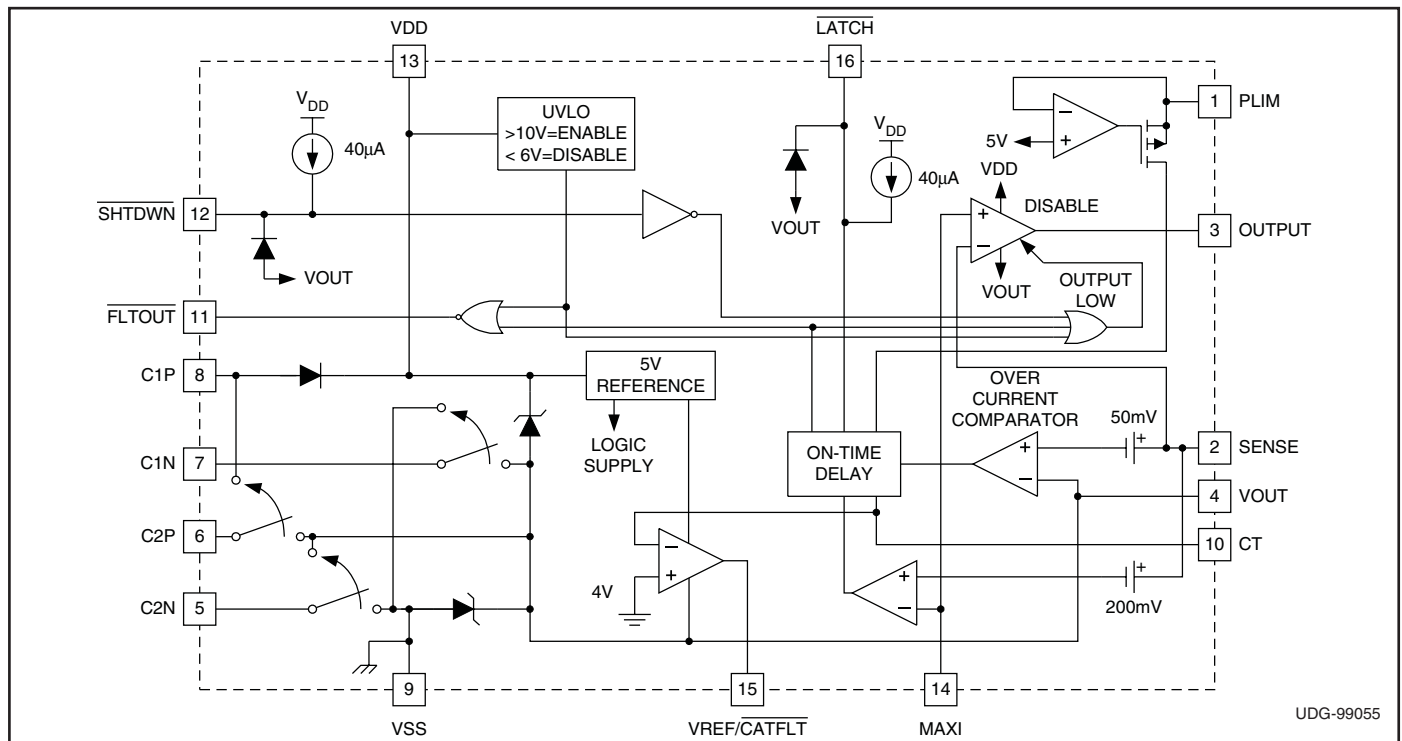 VDD
13
LATCH
16
VDD
40µA
UVLO
>10V=ENABLE
< 6V=DISABLE
VDD
40µA
VOUT
5V
−
+
1
PLIM
SHTDWN
12
VOUT
VDD
DISABLE
+
−
VOUT
3
OUTPUT
OUTPUT
LOW
FLTOUT
11
C1P
8
5V
REFERENCE
LOGIC
SUPPLY
OVER
CURRENT
COMPARATOR
50mV
+
C1N
7
ON-TIME
DELAY
+
−
2
SENSE
4
VOUT
C2P
6
−
+
4V
10
CT
C2N
5
+
−
+
200mV
9
VSS
15
VREF/CATFLT
14
MAXI
UDG-99055